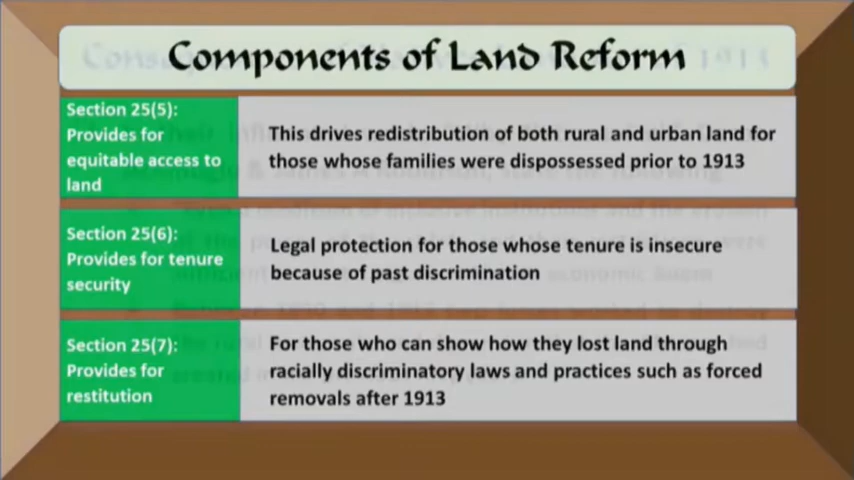 Components of Land Reform
Section 25(5):
Provides for
equitable access to
land
This drives redistribution of both rural and urban land for
those whose families were dispossessed prior to 1913
Section 25(6):
Provides for tenure
security
Legal protection for those whose tenure is insecure
because of past discrimination
Section 25(7):
Provides for
restitution
For those who can show how they lost land through
racially discriminatory laws and practices such as forced
removals after 1913